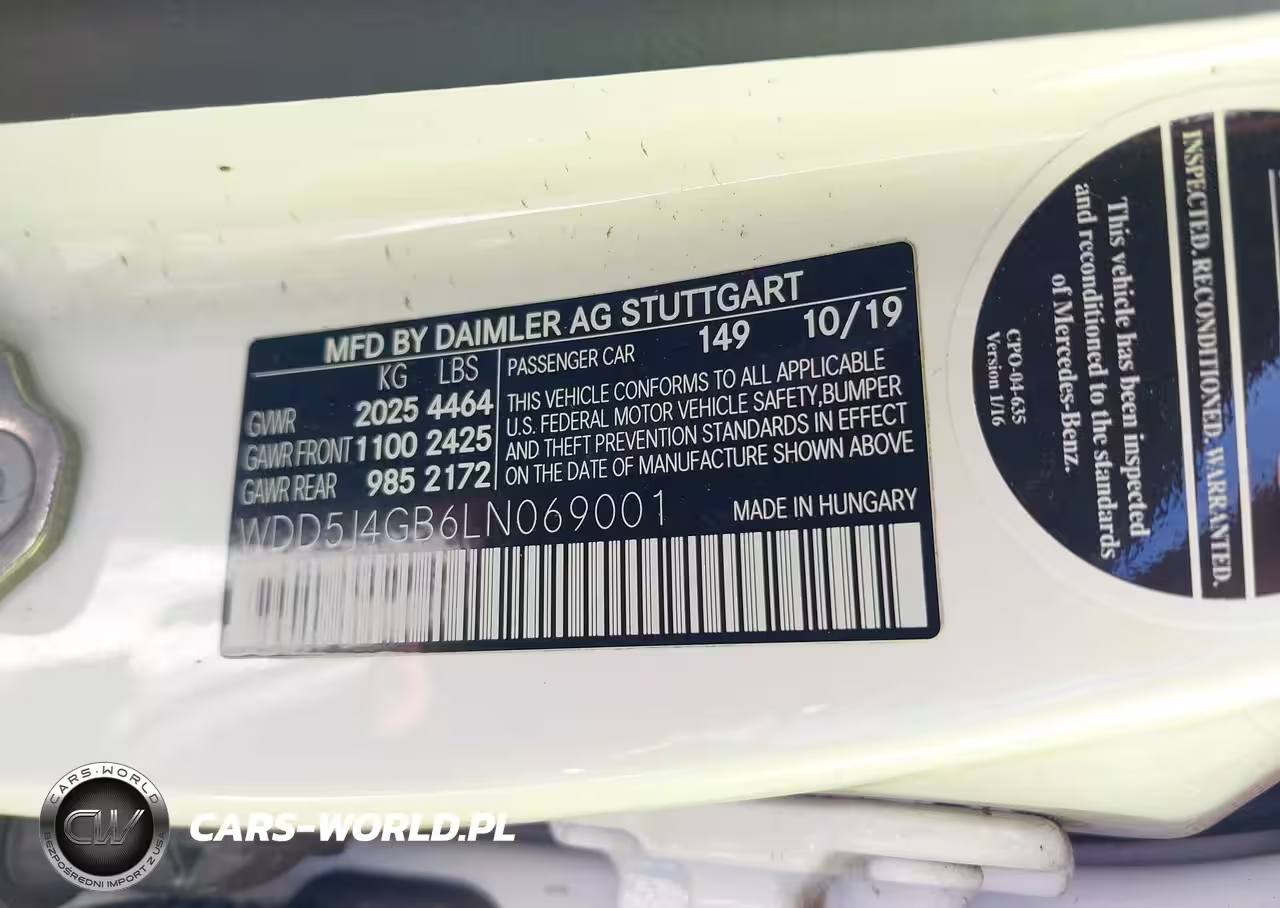 MFD BY DAIMLER AG STUTTGART
KG LBS
GVWR 2025 4464
GAWR FRONT 1100 2425
GAWR REAR 985 2172
PASSENGER CAR 149 10/19
THIS VEHICLE CONFORMS TO ALL APPLICABLE
U.S. FEDERAL MOTOR VEHICLE SAFETY,BUMPER
AND THEFT PREVENTION STANDARDS IN EFFECT
ON THE DATE OF MANUFACTURE SHOWN ABOVE
WDD5J4GB6LN069001 MADE IN HUNGARY
INSPECTED. RECONDITIONED. WARRANTED.
This vehicle has been inspected
and reconditioned to the standards
of Mercedes-Benz.
CPO-04-635
Version 1/16
CARS-WORLD
CW
BEZPOŚREDNI IMPORT Z USA
CARS-WORLD.PL